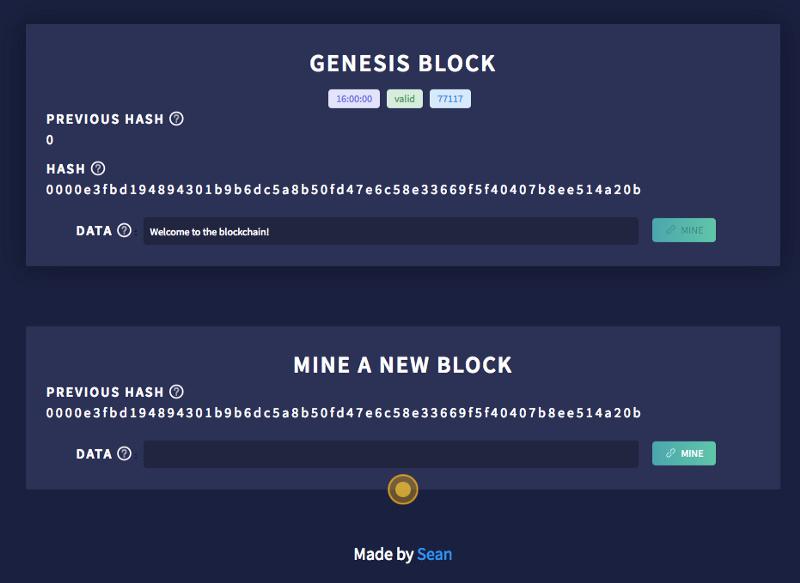 GENESIS BLOCK
16:00:00 valid 77117
PREVIOUS HASH ?
0
HASH ?
0000e3fbd194894301b9b6dc5a8b50fd47e6c58e33669f5f40407b8ee514a20b
DATA ? Welcome to the blockchain! MINE
MINE A NEW BLOCK
PREVIOUS HASH ?
0000e3fbd194894301b9b6dc5a8b50fd47e6c58e33669f5f40407b8ee514a20b
DATA ? MINE
Made by Sean